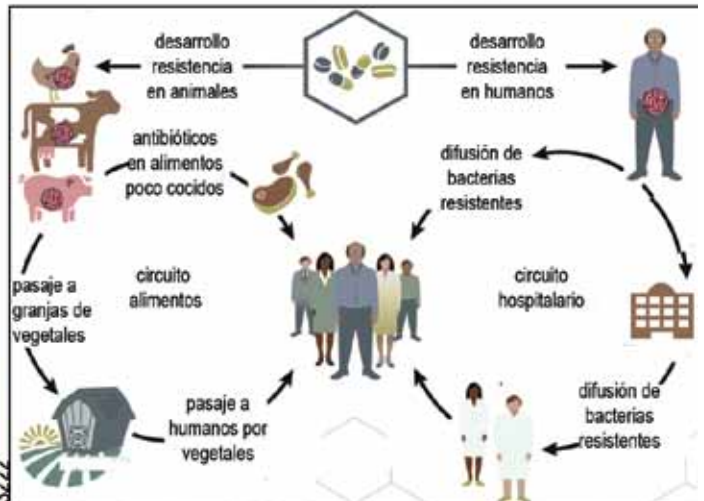 desarrollo
resistencia
en animales
desarrollo
resistencia
en humanos
antibióticos
en alimentos
poco cocidos
difusión de
bacterias
resistentes
pasaje a
granjas de
vegetales
circuito
alimentos
circuito
hospitalario
pasaje a
humanos por
vegetales
difusión de
bacterias
resistentes